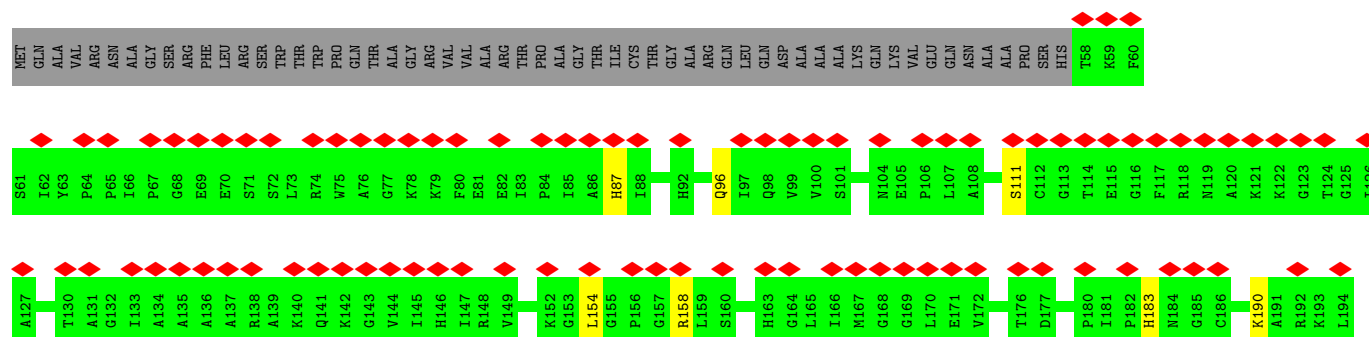 MET GLN ALA VAL ARG ASN ALA GLY SER ARG PHE LEU ARG SER TRP THR TRP PRO GLN THR ALA GLY ARG VAL VAL ALA ARG THR PRO ALA GLY THR ILE CYS THR GLY ALA ARG GLN LEU GLN ASP ALA ALA ALA LYS GLN LYS VAL GLU GLN ASN ALA ALA PRO SER HIS T58 K59 F60
S61 I62 Y63 P64 P65 I66 P67 G68 E69 E70 S71 S72 L73 R74 W75 A76 G77 K78 K79 F80 E81 E82 I83 P84 I85 A86 H87 I88 H92 Q96 I97 Q98 V99 V100 S101 N104 E105 P106 L107 A108 S111 C112 G113 T114 E115 G116 F117 R118 N119 A120 K121 K122 G123 T124 G125
A127 T130 A131 G132 I133 A134 A135 A136 A137 R138 A139 K140 Q141 K142 G143 V144 I145 H146 I147 R148 V149 K152 G153 L154 G155 P156 G157 R158 L159 S160 H163 G164 L165 I166 M167 G168 G169 L170 E171 V172 T176 D177 P180 I181 P182 H183 N184 G185 C186 K190 A191 R192 K193 L194